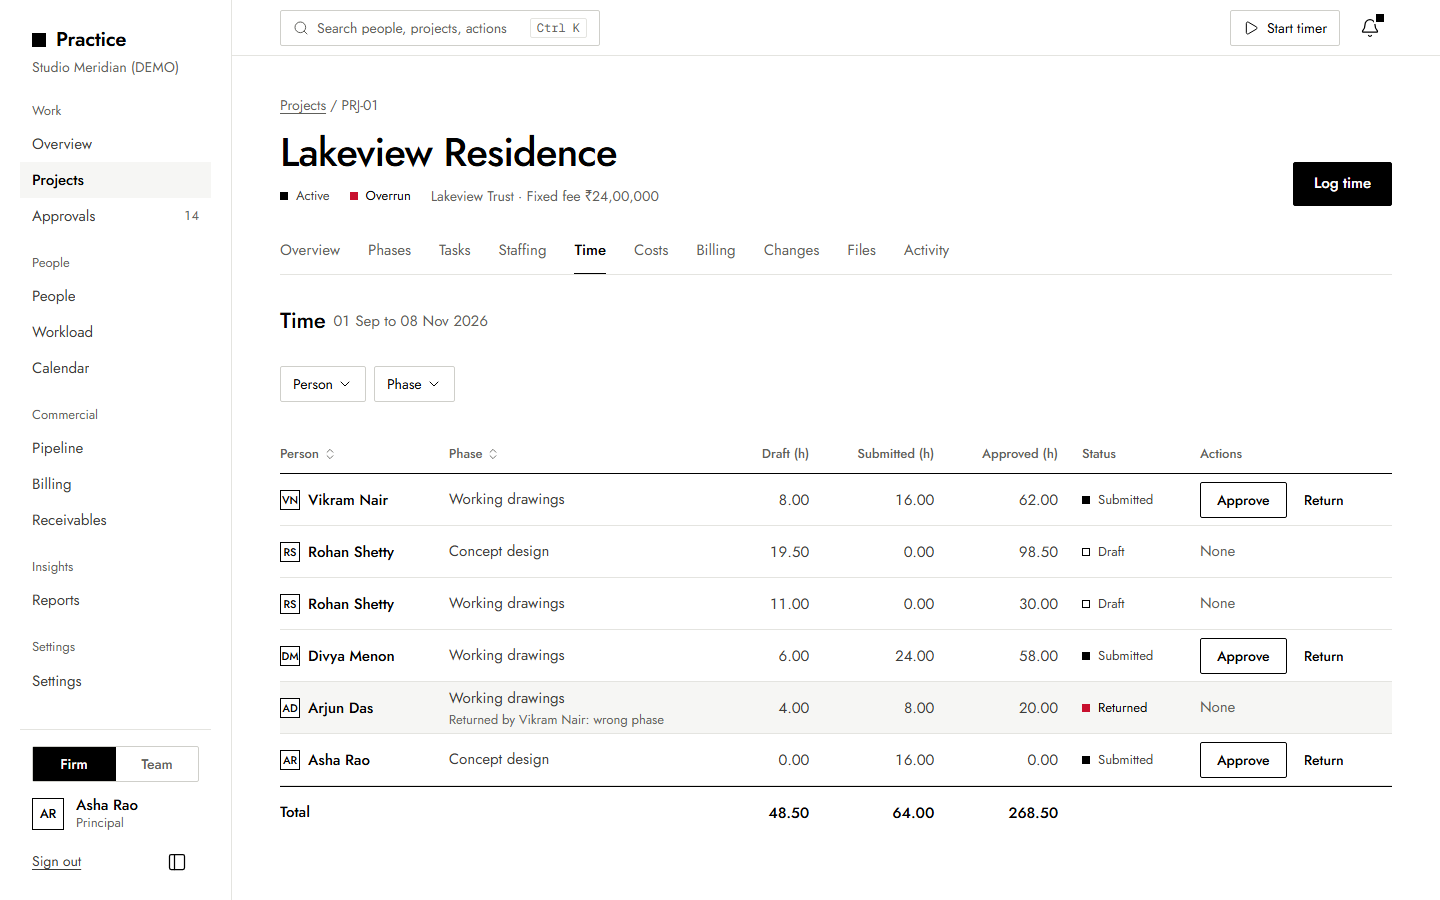 Practice
Studio Meridian (DEMO)
Work
Overview
Projects
Approvals 14
People
People
Workload
Calendar
Commercial
Pipeline
Billing
Receivables
Insights
Reports
Settings
Settings
Firm Team
AR Asha Rao
Principal
Sign out
Search people, projects, actions Ctrl K
Start timer
Projects / PRJ-01
Lakeview Residence
Active Overrun Lakeview Trust · Fixed fee ₹24,00,000
Log time
Overview Phases Tasks Staffing Time Costs Billing Changes Files Activity
Time 01 Sep to 08 Nov 2026
Person Phase
Person Phase Draft (h) Submitted (h) Approved (h) Status Actions
VN Vikram Nair Working drawings 8.00 16.00 62.00 Submitted Approve Return
RS Rohan Shetty Concept design 19.50 0.00 98.50 Draft None
RS Rohan Shetty Working drawings 11.00 0.00 30.00 Draft None
DM Divya Menon Working drawings 6.00 24.00 58.00 Submitted Approve Return
AD Arjun Das Working drawings 4.00 8.00 20.00 Returned None
Returned by Vikram Nair: wrong phase
AR Asha Rao Concept design 0.00 16.00 0.00 Submitted Approve Return
Total 48.50 64.00 268.50